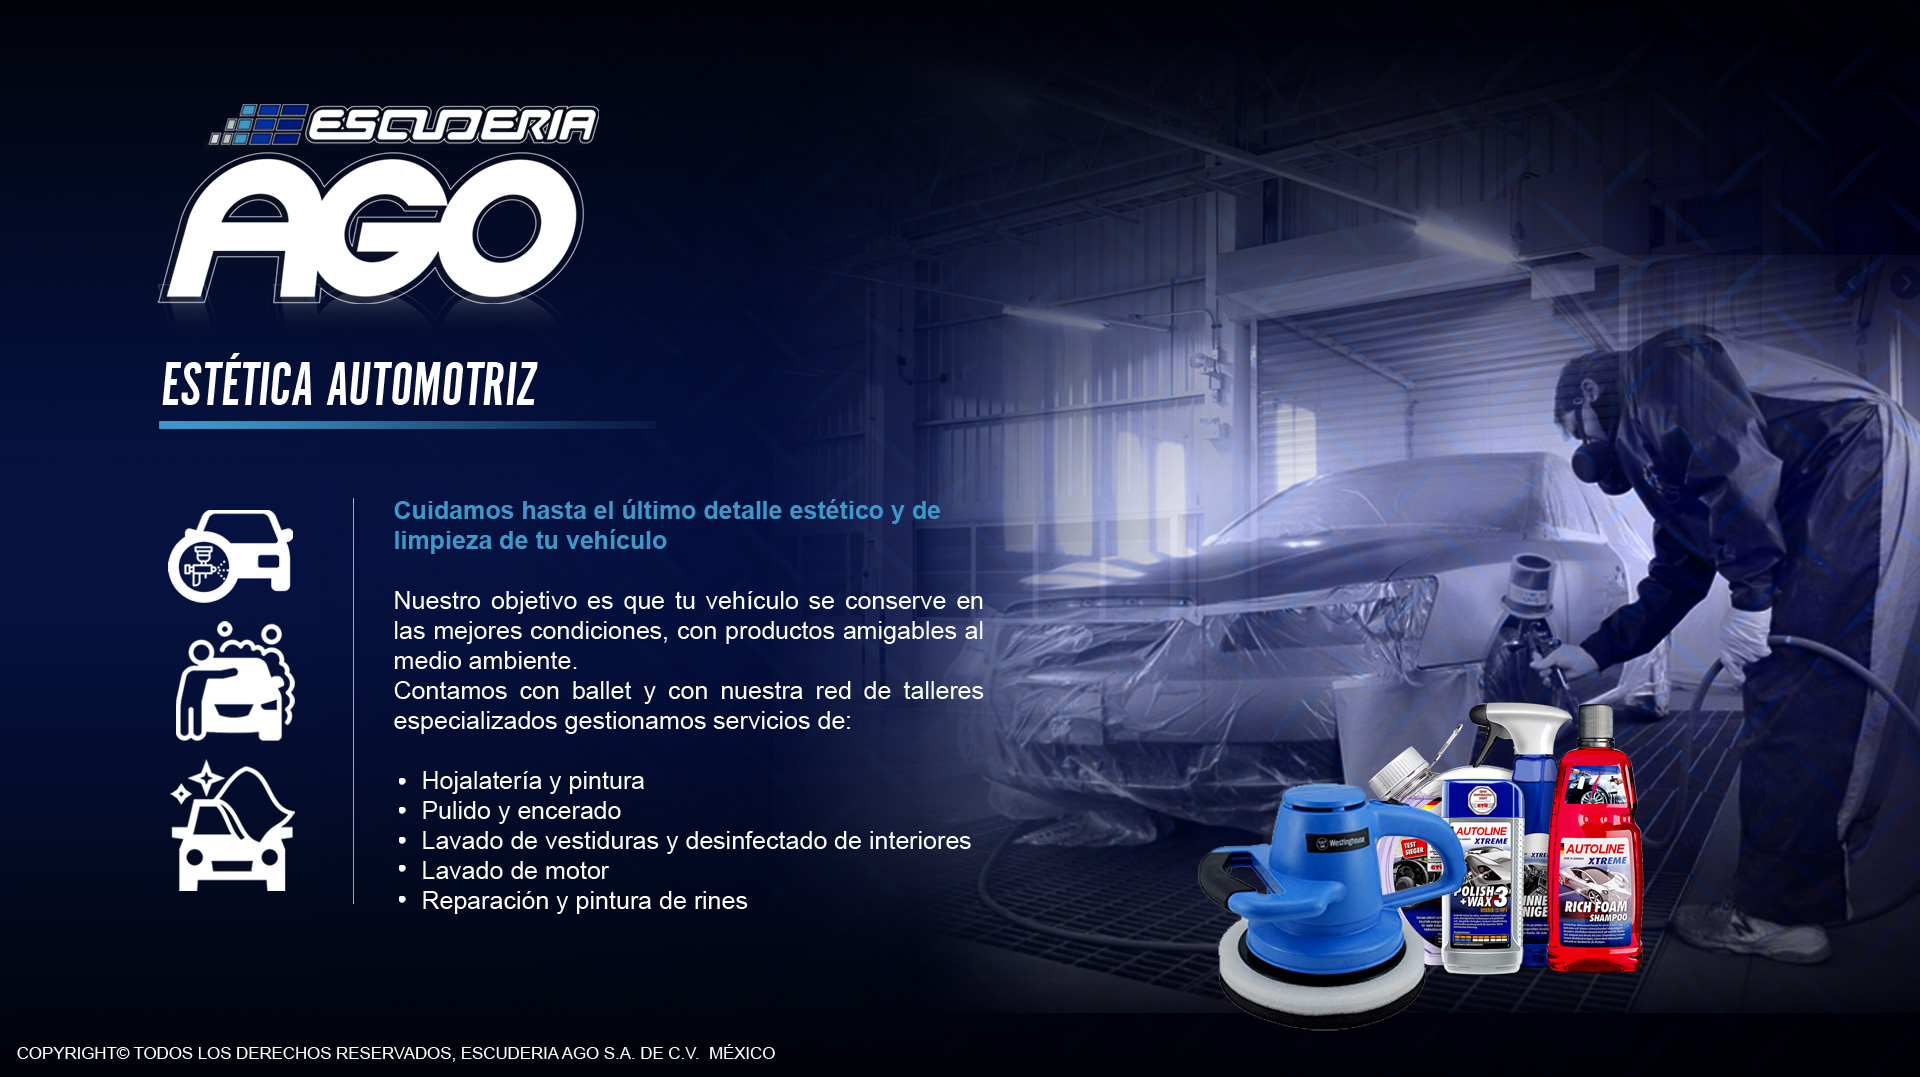 ESCUDERIA
AGO
ESTÉTICA AUTOMOTRIZ
Cuidamos hasta el último detalle estético y de
limpieza de tu vehículo
Nuestro objetivo es que tu vehículo se conserve en
las mejores condiciones, con productos amigables al
medio ambiente.
Contamos con ballet y con nuestra red de talleres
especializados gestionamos servicios de:
• Hojalatería y pintura
• Pulido y encerado
• Lavado de vestiduras y desinfectado de interiores
• Lavado de motor
• Reparación y pintura de rines
Westinghouse
TEST
SIEGER
AUTOLINE
XTREME
POLISH
+WAX 3
AUTOLINE
XTREME
RICH FOAM
SHAMPOO
COPYRIGHT© TODOS LOS DERECHOS RESERVADOS, ESCUDERIA AGO S.A. DE C.V. MÉXICO